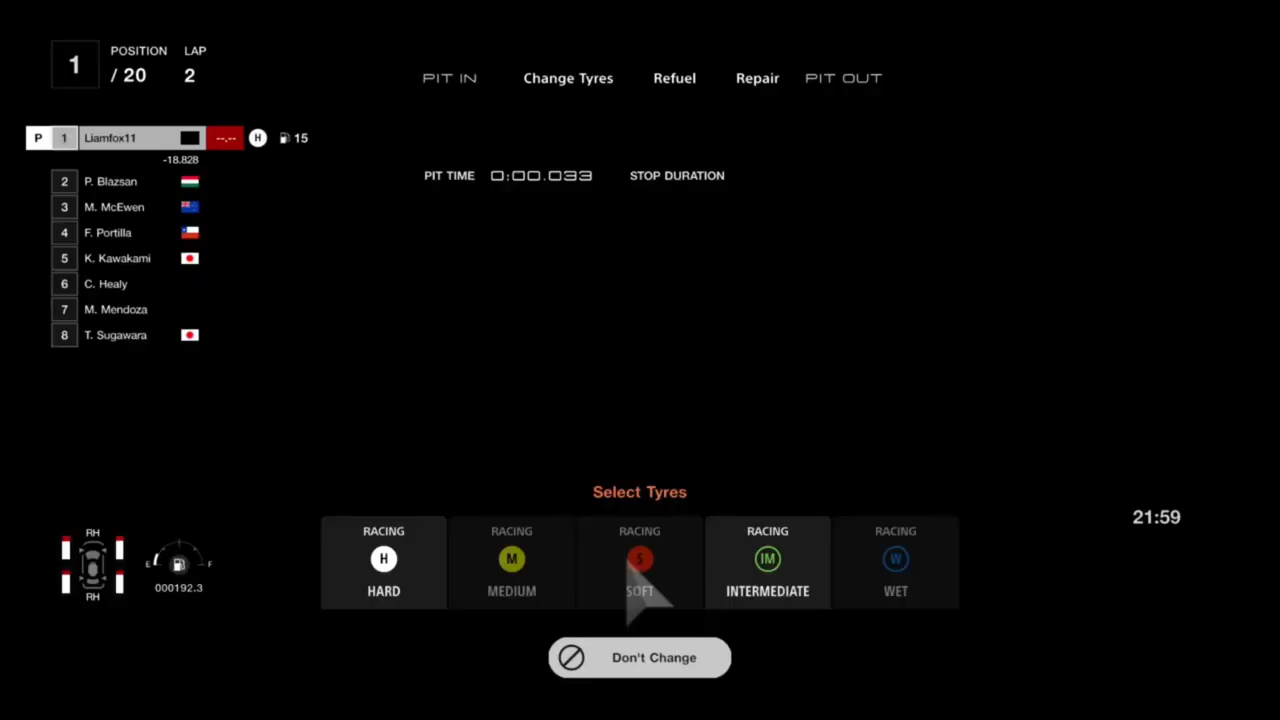 1
POSITION LAP
/ 20 2
PIT IN Change Tyres Refuel Repair PIT OUT
P 1 Liamfox11 --.-- H 15
-18.828
2 P. Blazsan
3 M. McEwen
4 F. Portilla
5 K. Kawakami
6 C. Healy
7 M. Mendoza
8 T. Sugawara
PIT TIME 0:00.033 STOP DURATION
Select Tyres
21:59
RACING H HARD
RACING M MEDIUM
RACING S SOFT
RACING IM INTERMEDIATE
RACING W WET
RH
RH
E F
000192.3
Don't Change